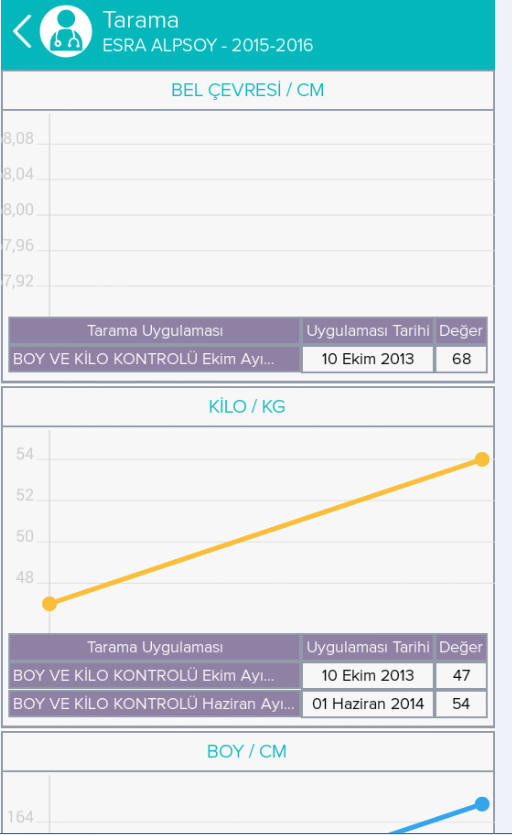 Tarama
ESRA ALPSOY - 2015-2016
BEL ÇEVRESİ / CM
8,08
8,04
8,00
7,96
7,92
Tarama Uygulaması Uygulaması Tarihi Değer
BOY VE KİLO KONTROLÜ Ekim Ayı... 10 Ekim 2013 68
KİLO / KG
54
52
50
48
Tarama Uygulaması Uygulaması Tarihi Değer
BOY VE KİLO KONTROLÜ Ekim Ayı... 10 Ekim 2013 47
BOY VE KİLO KONTROLÜ Haziran Ayı... 01 Haziran 2014 54
BOY / CM
164